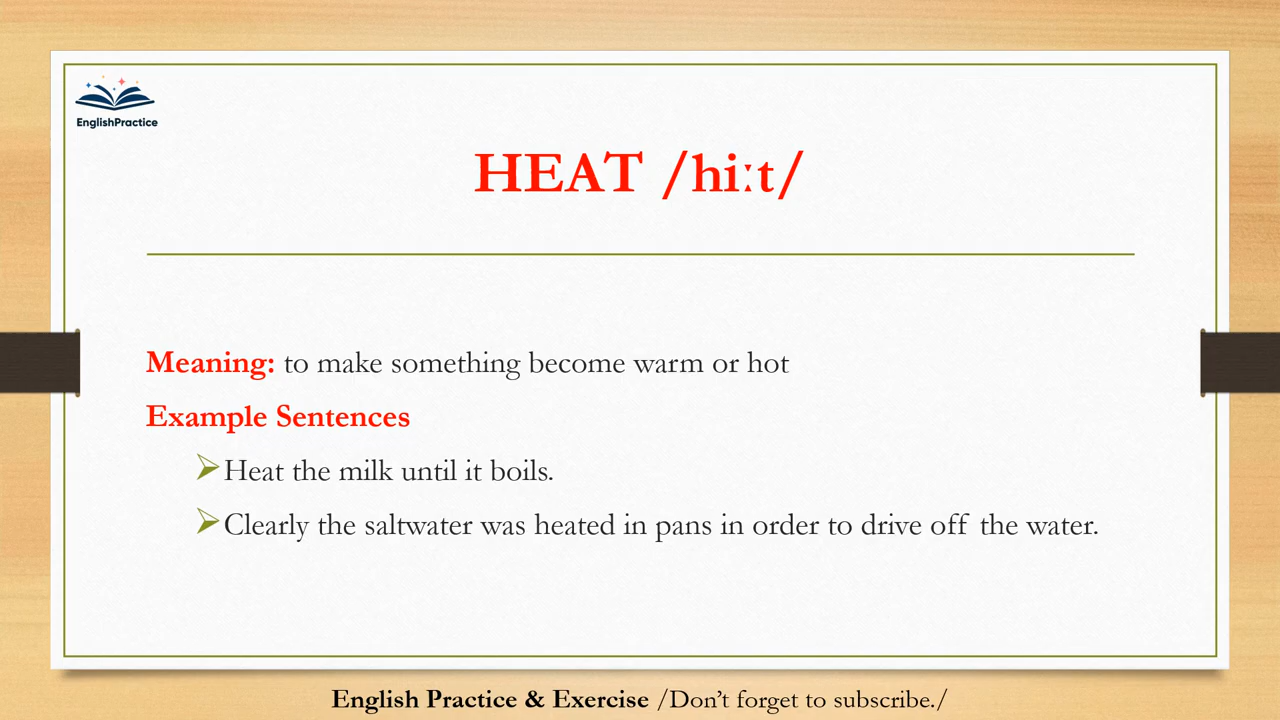 EnglishPractice
HEAT /hiːt/
Meaning: to make something become warm or hot
Example Sentences
Heat the milk until it boils.
Clearly the saltwater was heated in pans in order to drive off the water.
English Practice & Exercise /Don’t forget to subscribe./